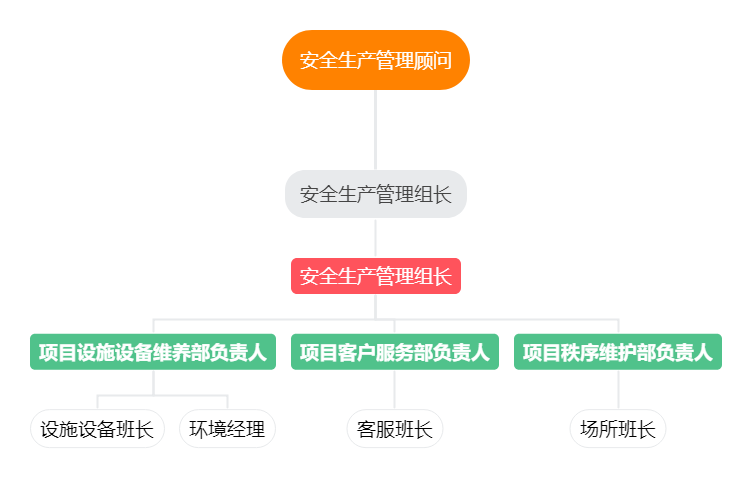 安全生产管理顾问
安全生产管理组长
安全生产管理组长
项目设施设备维养部负责人
项目客户服务部负责人
项目秩序维护部负责人
设施设备班长
环境经理
客服班长
场所班长